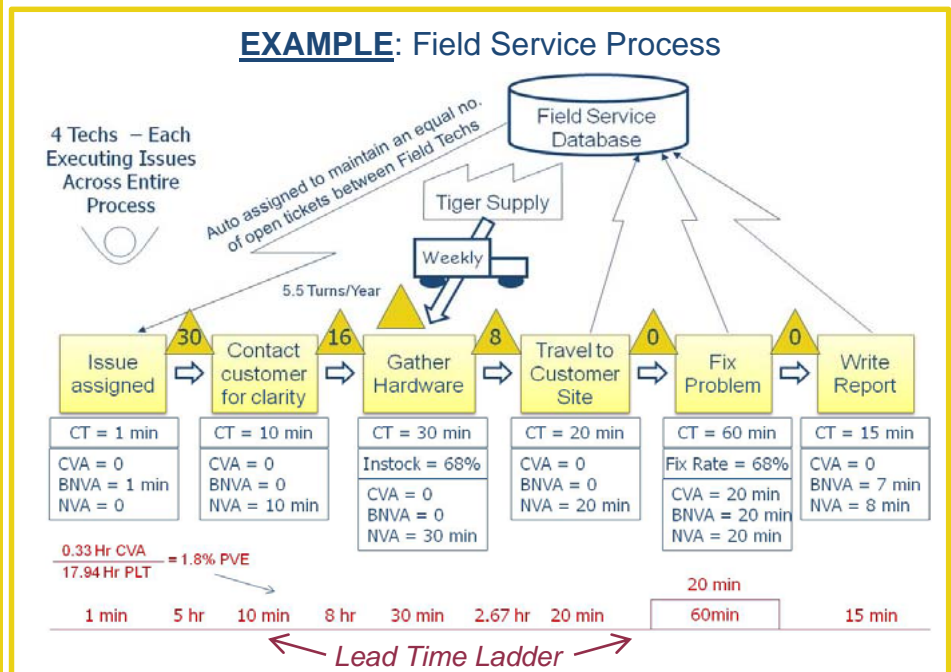 EXAMPLE: Field Service Process
4 Techs – Each
Executing Issues
Across Entire
Process
Auto assigned to maintain an equal no.
of open tickets between Field Techs
Field Service
Database
Tiger Supply
Weekly
5.5 Turns/Year
30
16
8
0
0
Issue
assigned
Contact
customer
for clarity
Gather
Hardware
Travel to
Customer
Site
Fix
Problem
Write
Report
CT = 1 min
CVA = 0
BNVA = 1 min
NVA = 0
CT = 10 min
CVA = 0
BNVA = 0
NVA = 10 min
CT = 30 min
Instock = 68%
CVA = 0
BNVA = 0
NVA = 30 min
CT = 20 min
CVA = 0
BNVA = 0
NVA = 20 min
CT = 60 min
Fix Rate = 68%
CVA = 20 min
BNVA = 20 min
NVA = 20 min
CT = 15 min
CVA = 0
BNVA = 7 min
NVA = 8 min
0.33 Hr CVA
17.94 Hr PLT
= 1.8% PVE
20 min
1 min 5 hr 10 min 8 hr 30 min 2.67 hr 20 min 60min 15 min
Lead Time Ladder